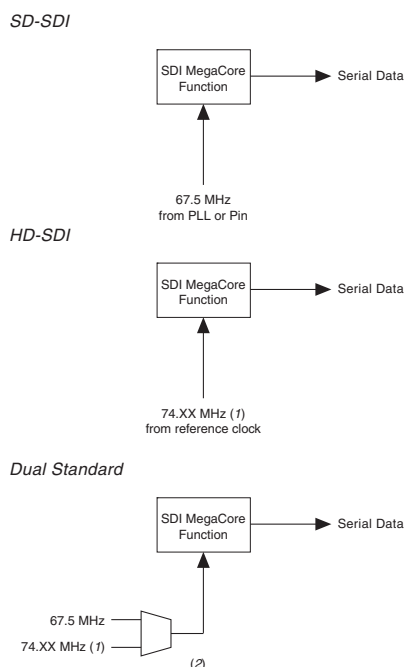 SD-SDI
SDI MegaCore
Function
Serial Data
67.5 MHz
from PLL or Pin
HD-SDI
SDI MegaCore
Function
Serial Data
74.XX MHz (1)
from reference clock
Dual Standard
SDI MegaCore
Function
Serial Data
67.5 MHz
74.XX MHz (1)
(2)